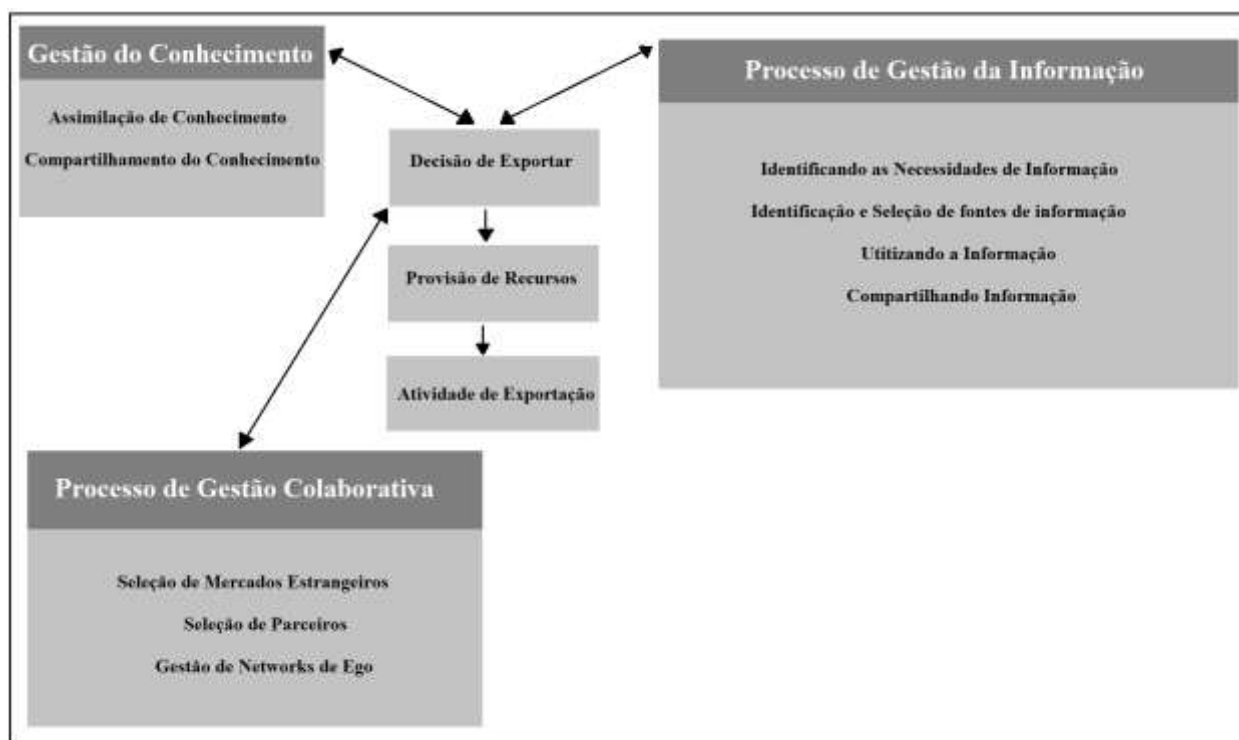 Gestão do Conhecimento
Assimilação de Conhecimento
Compartilhamento do Conhecimento
Processo de Gestão da Informação
Identificando as Necessidades de Informação
Identificação e Seleção de fontes de informação
Utitizando a Informação
Compartilhando Informação
Decisão de Exportar
Provisão de Recursos
Atividade de Exportação
Processo de Gestão Colaborativa
Seleção de Mercados Estrangeiros
Seleção de Parceiros
Gestão de Networks de Ego